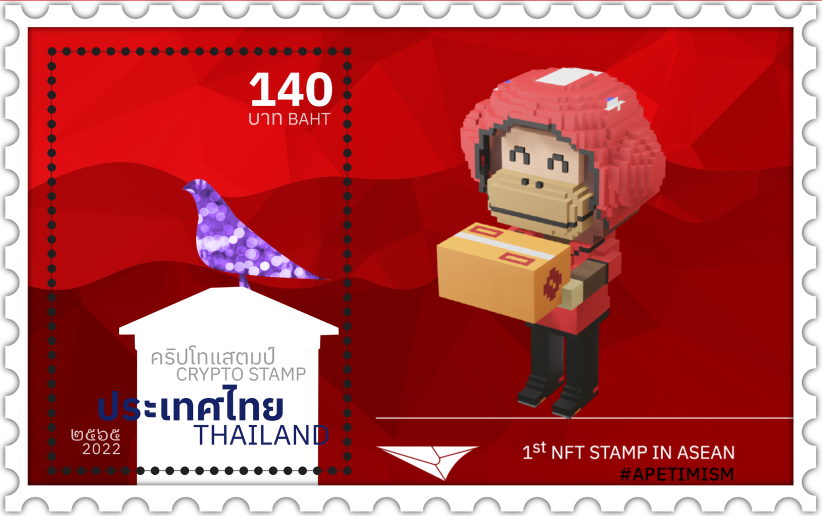 140
บาท BAHT
คริปโทแสตมป์
CRYPTO STAMP
ประเทศไทย
THAILAND
๒๕๖๕
2022
1st NFT STAMP IN ASEAN
#APETIMISM